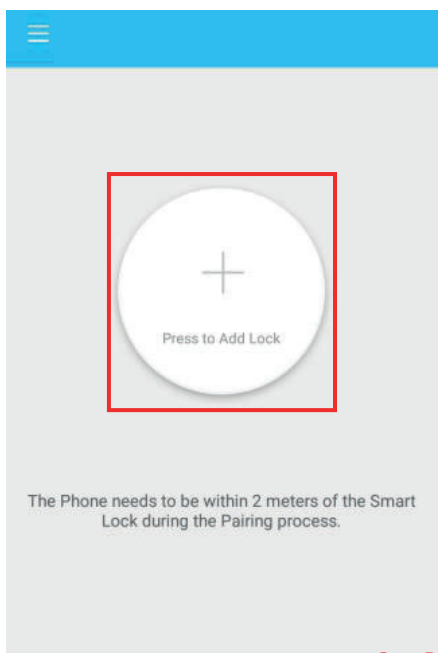 Press to Add Lock
The Phone needs to be within 2 meters of the Smart
Lock during the Pairing process.